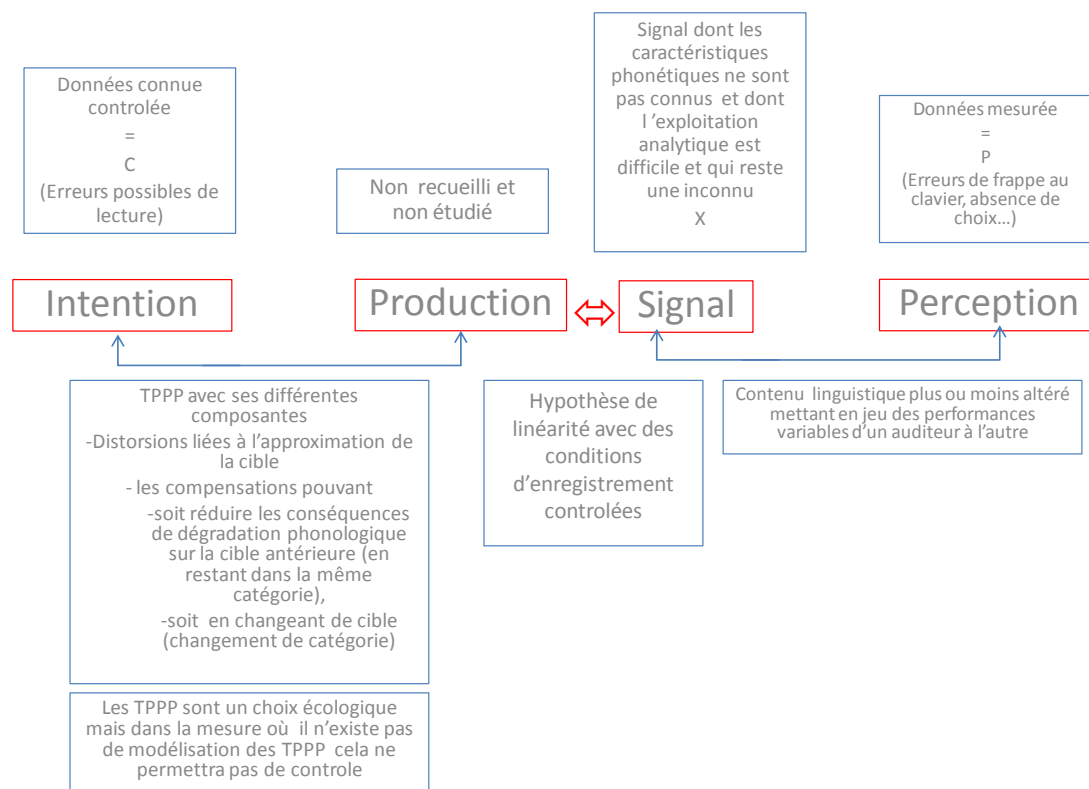 Données connue
controlée
=
C
(Erreurs possibles de
lecture)
Non recueilli et
non étudié
Signal dont les
caractéristiques
phonétiques ne sont
pas connus et dont
l ’exploitation
analytique est
difficile et qui reste
une inconnu
X
Données mesurée
=
P
(Erreurs de frappe au
clavier, absence de
choix...)
Intention
Production
Signal
Perception
TPPP avec ses différentes
composantes
-Distorsions liées à l’approximation de
la cible
- les compensations pouvant
-soit réduire les conséquences
de dégradation phonologique
sur la cible antérieure (en
restant dans la même
catégorie),
-soit en changeant de cible
(changement de catégorie)
Hypothèse de
linéarité avec des
conditions
d’enregistrement
controlées
Contenu linguistique plus ou moins altéré
mettant en jeu des performances
variables d’un auditeur à l’autre
Les TPPP sont un choix écologique
mais dans la mesure où il n’existe pas
de modélisation des TPPP cela ne
permettra pas de controle